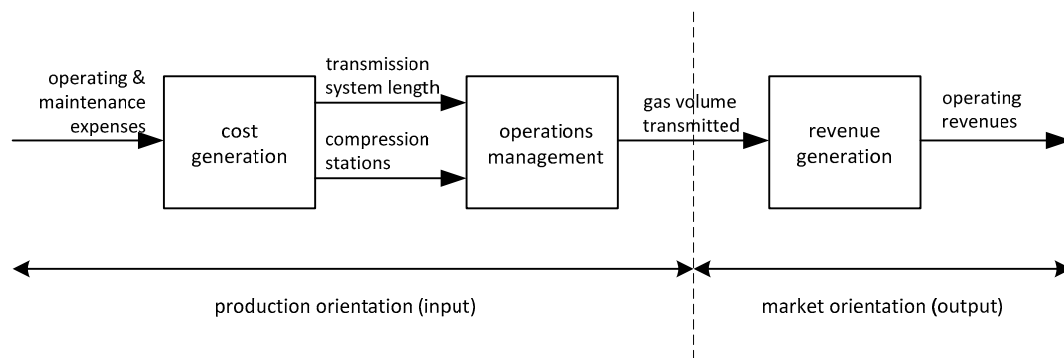 operating &
maintenance
expenses
cost
generation
transmission
system length
compression
stations
operations
management
gas volume
transmitted
revenue
generation
operating
revenues
production orientation (input)
market orientation (output)